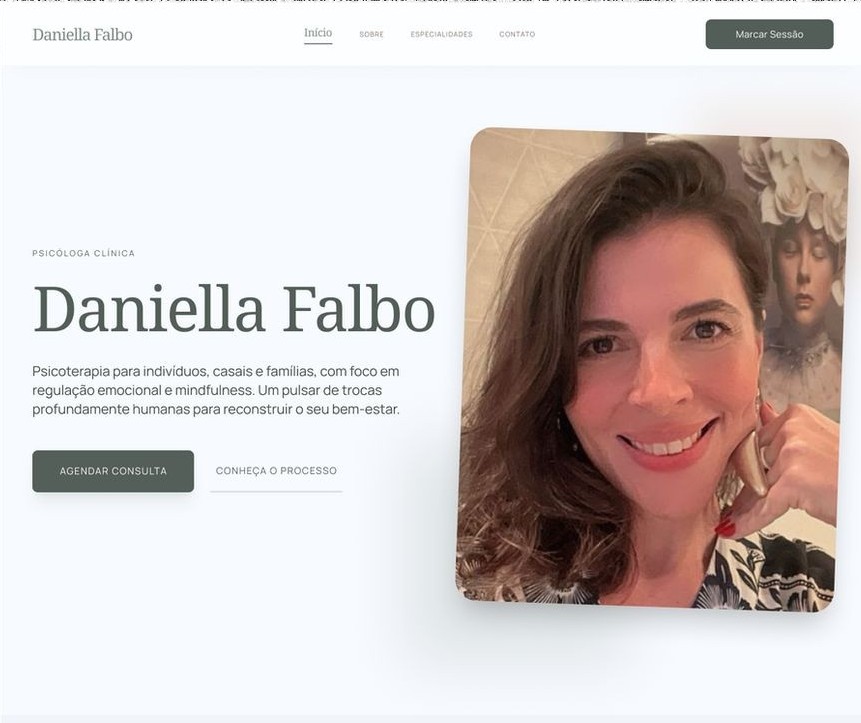 Daniella Falbo
Início
SOBRE
ESPECIALIDADES
CONTATO
Marcar Sessão
PSICÓLOGA CLÍNICA
Daniella Falbo
Psicoterapia para indivíduos, casais e famílias, com foco em
regulação emocional e mindfulness. Um pulsar de trocas
profundamente humanas para reconstruir o seu bem-estar.
AGENDAR CONSULTA
CONHEÇA O PROCESSO